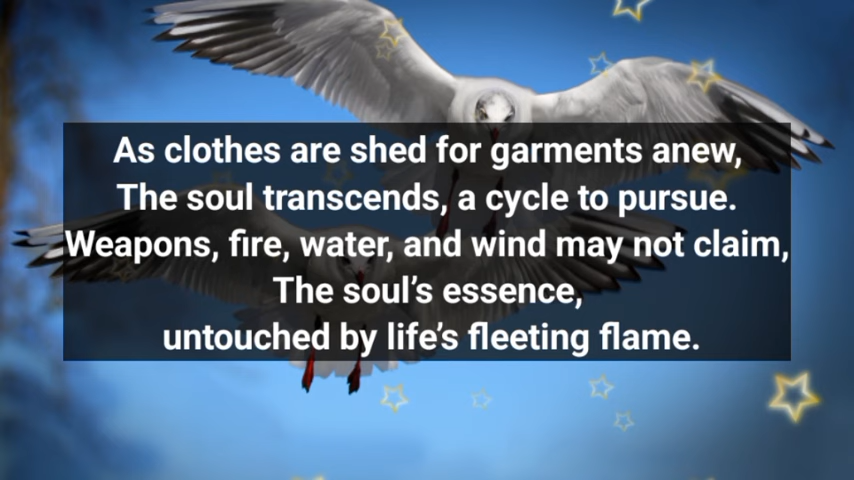 As clothes are shed for garments anew,
The soul transcends, a cycle to pursue.
Weapons, fire, water, and wind may not claim,
The soul’s essence,
untouched by life’s fleeting flame.